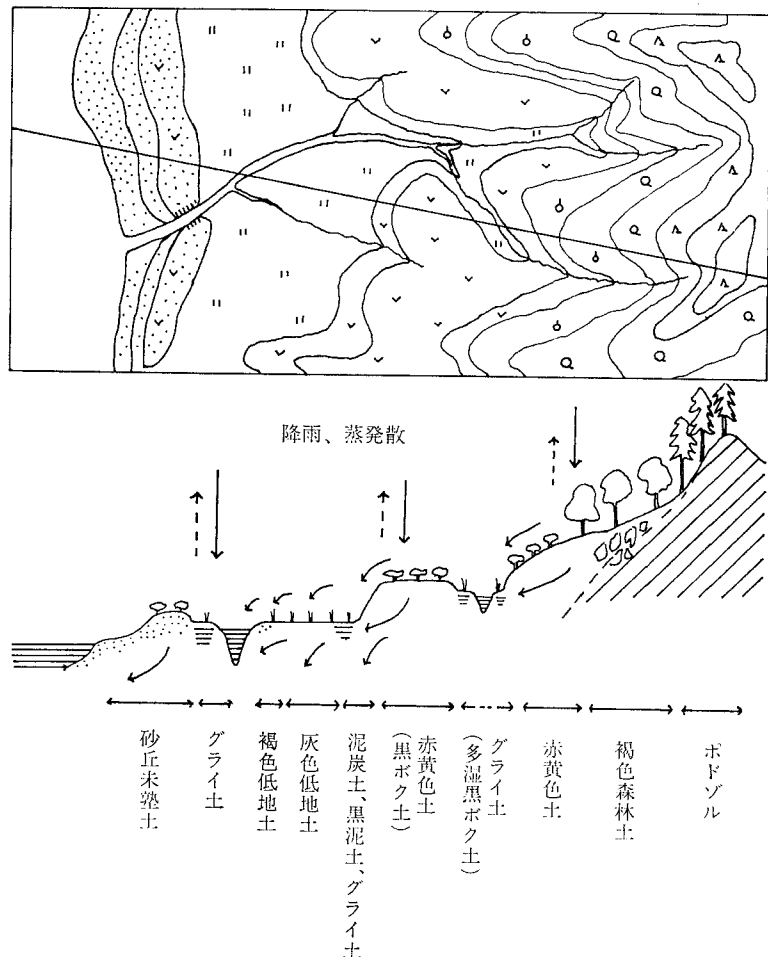 降雨、蒸発散
砂丘未塾土
グライ土
褐色低地土
灰色低地土
泥炭土、黒泥土、グライ土
赤黄色土
(黒ボク土)
グライ土
(多湿黒ボク土)
赤黄色土
褐色森林土
ポドゾル